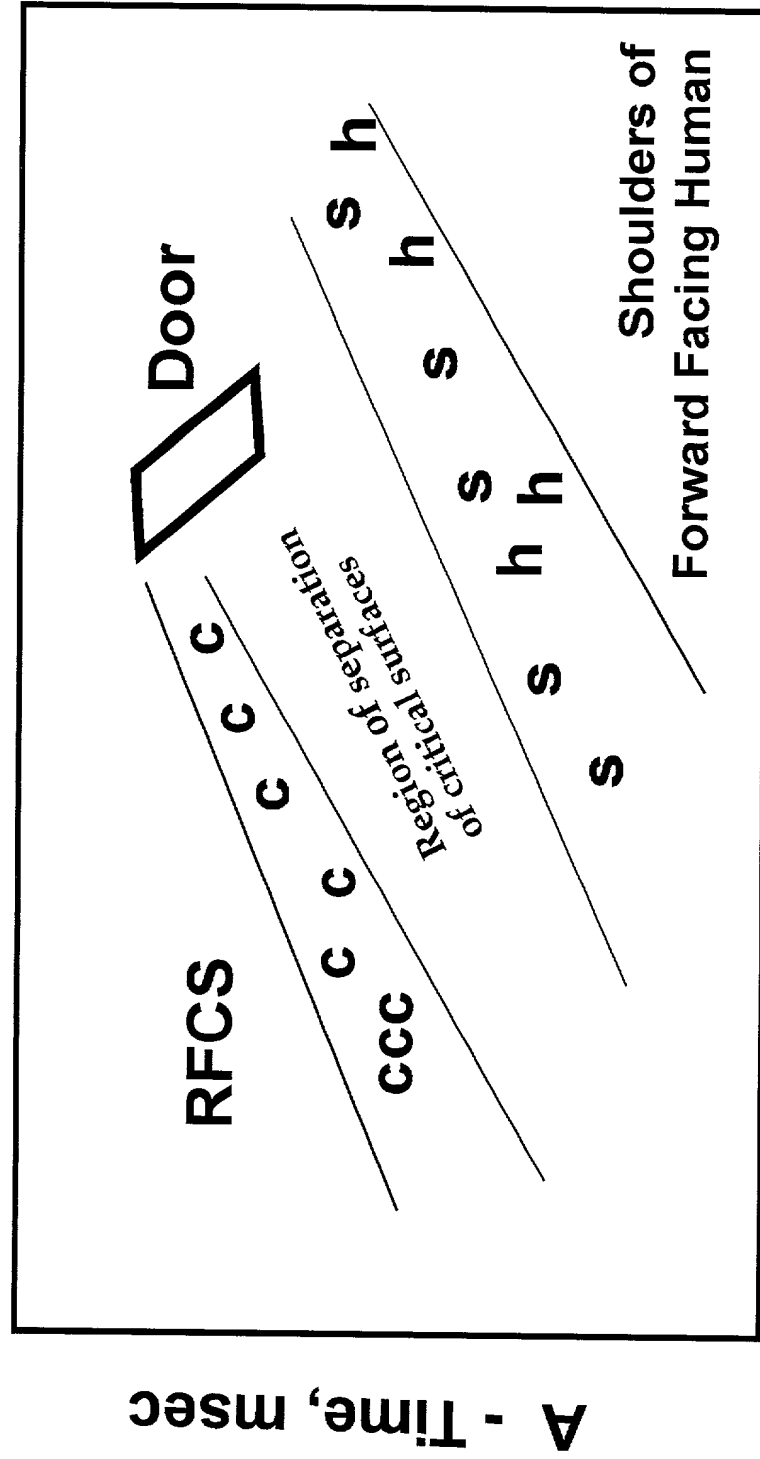 A - Time, msec
Door
RFCS
c
c
c
c c
ccc
Region of separation
of critical surfaces
s h
h
s
s
h h
s
s
Shoulders of
Forward Facing Human